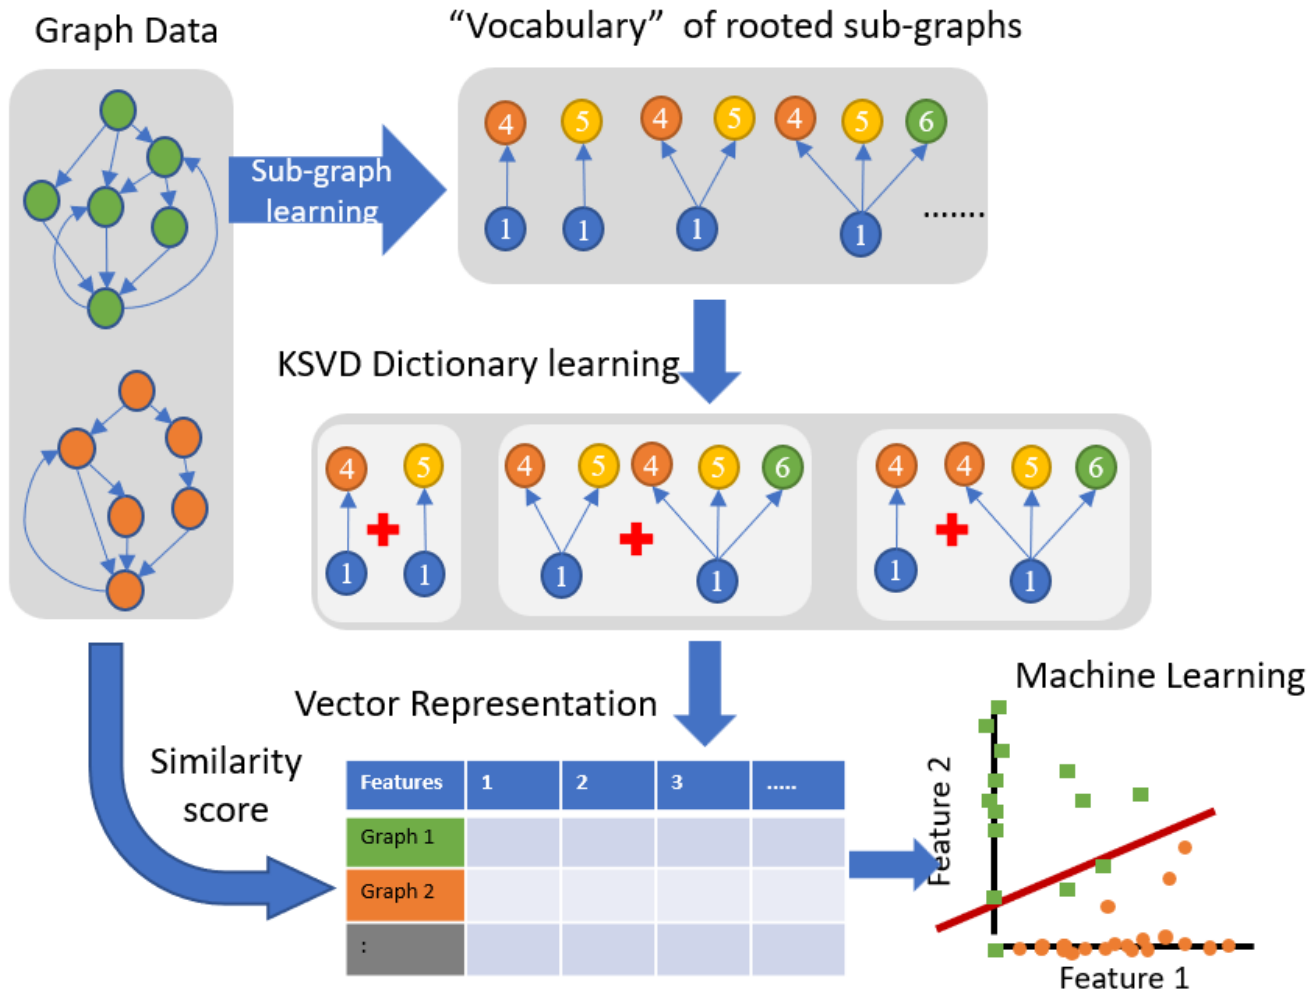 Graph Data
“Vocabulary” of rooted sub-graphs
4 5 4 5 4 5 6
Sub-graph
learning
1 1 1 1
.......
KSVD Dictionary learning
4 5 4 5 4 5 6 4 4 5 6
1 1 1 1 1 1
Vector Representation
Machine Learning
Similarity
score
Features 1 2 3 .....
Graph 1
Graph 2
:
Feature 2
Feature 1